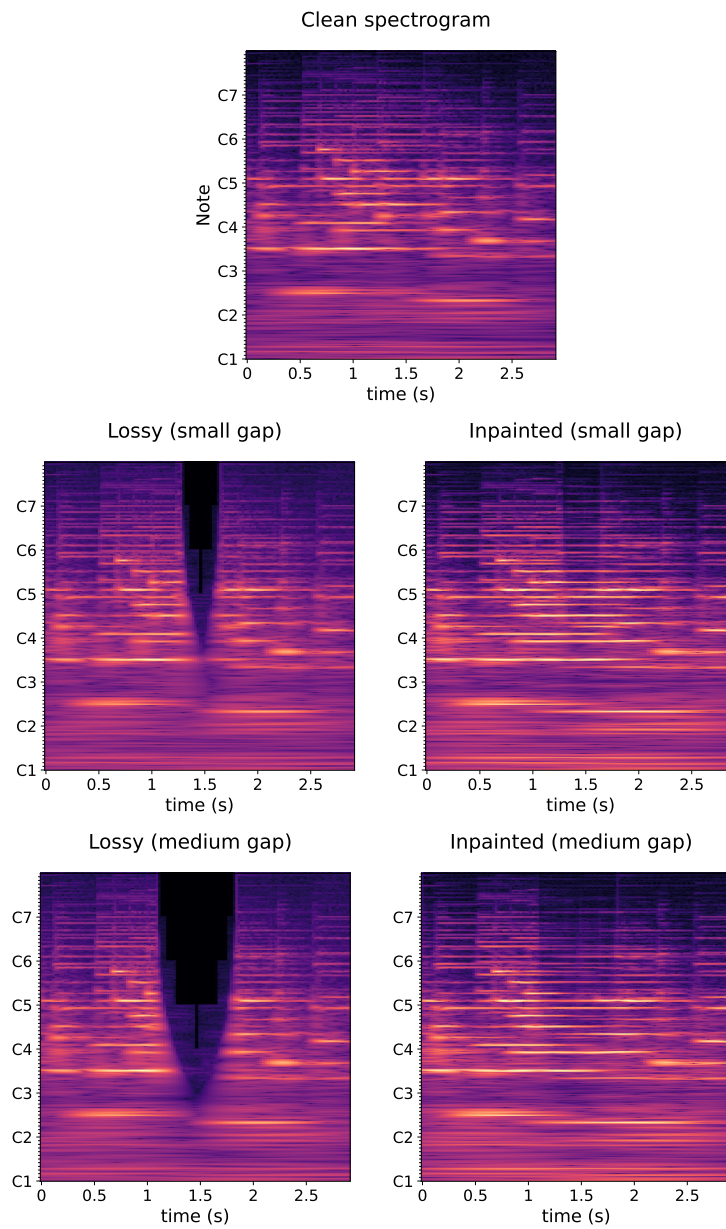 Clean spectrogram
C7
C6
C5
C4
C3
C2
C1
Note
0 0.5 1 1.5 2 2.5
time (s)
Lossy (small gap) Inpainted (small gap)
C7 C7
C6 C6
C5 C5
C4 C4
C3 C3
C2 C2
C1 C1
0 0.5 1 1.5 2 2.5 0 0.5 1 1.5 2 2.5
time (s) time (s)
Lossy (medium gap) Inpainted (medium gap)
C7 C7
C6 C6
C5 C5
C4 C4
C3 C3
C2 C2
C1 C1
0 0.5 1 1.5 2 2.5 0 0.5 1 1.5 2 2.5
time (s) time (s)